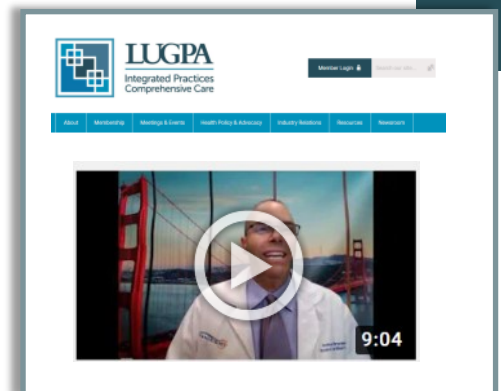 LUGPA
Integrated Practices
Comprehensive Care
Member Login
About Membership Meetings & Events Health Policy & Advocacy Industry Relations Resources Newsroom
9:04